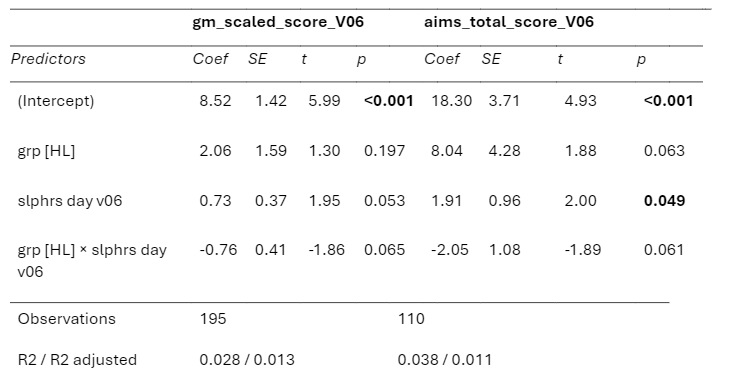 gm_scaled_score_V06 aims_total_score_V06
Predictors Coef SE t p Coef SE t p
(Intercept) 8.52 1.42 5.99 <0.001 18.30 3.71 4.93 <0.001
grp [HL] 2.06 1.59 1.30 0.197 8.04 4.28 1.88 0.063
slphrs day v06 0.73 0.37 1.95 0.053 1.91 0.96 2.00 0.049
grp [HL] × slphrs day -0.76 0.41 -1.86 0.065 -2.05 1.08 -1.89 0.061
v06
Observations 195 110
R2 / R2 adjusted 0.028 / 0.013 0.038 / 0.011